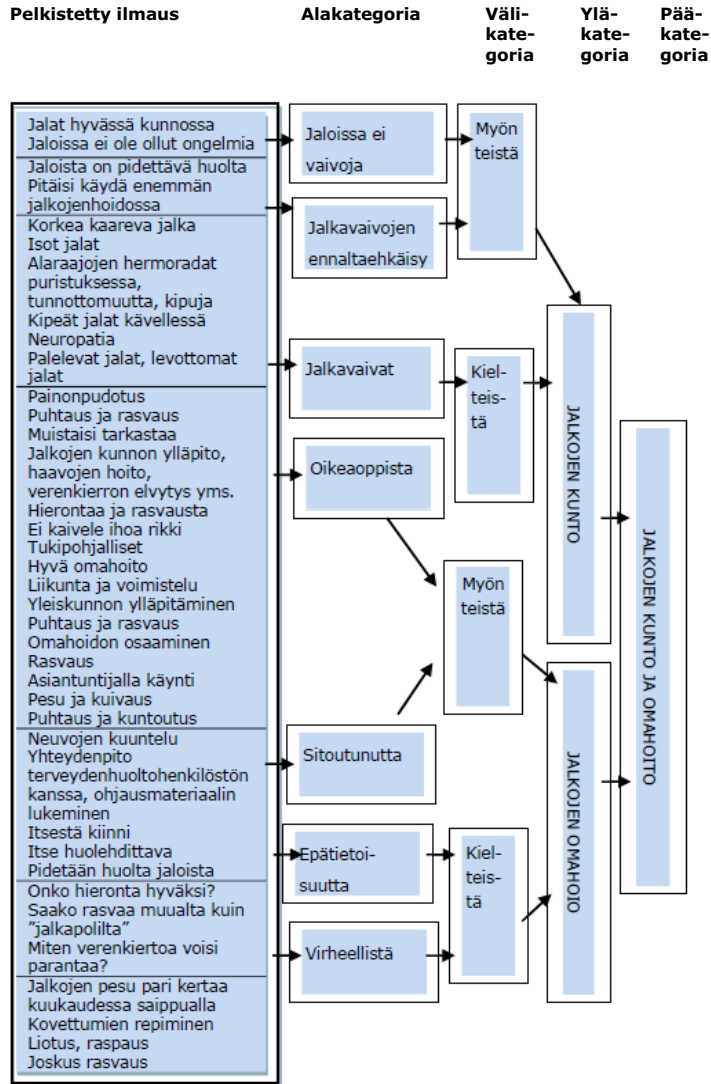 Pelkistetty ilmaus
Alakategoria
Väli-
kate-
goria
Ylä-
kate-
goria
Pää-
kate-
goria
Jalat hyvässä kunnossa
Jaloissa ei ole ollut ongelmia
Jaloista on pidettävä huolta
Pitäisi käydä enemmän
jalkojenhoidossa
Korkea kaareva jalka
Isot jalat
Alaraajojen hermoradat
puristuksessa,
tunnottomuutta, kipuja
Kipeät jalat kävellessä
Neuropatia
Palelevat jalat, levottomat
jalat
Painonpudotus
Puhtaus ja rasvaus
Muistaisi tarkastaa
Jalkojen kunnon ylläpito,
haavojen hoito,
verenkierron elvytys yms.
Hierontaa ja rasvausta
Ei kaivele ihoa rikki
Tukipohjalliset
Hyvä omahoito
Liikunta ja voimistelu
Yleiskunnon ylläpitäminen
Puhtaus ja rasvaus
Omahoidon osaaminen
Rasvaus
Asiantuntijalla käynti
Pesu ja kuivaus
Puhtaus ja kuntoutus
Neuvojen kuuntelu
Yhteydenpito
terveydenhuoltohenkilöstön
kanssa, ohjausmateriaalin
lukeminen
Itsestä kiinni
Itse huolehdittava
Pidetään huolta jaloista
Onko hieronta hyväksi?
Saako rasvaa muualta kuin
”jalkapolilta”
Miten verenkiertoa voisi
parantaa?
Jalkojen pesu pari kertaa
kuukaudessa saippualla
Kovettumien repiminen
Liotus, raspaus
Joskus rasvaus
Jaloissa ei
vaivoja
Jalkavaivojen
ennaltaehkäisy
Jalkavaivat
Oikeaoppista
Sitoutunutta
Epätietoi-
suutta
Virheellistä
Myön
teistä
Kiel-
teis-
tä
Myön
teistä
Kiel-
teis-
tä
JALKOJEN KUNTO
JALKOJEN OMAHOIO
JALKOJEN KUNTO JA OMAHOITO